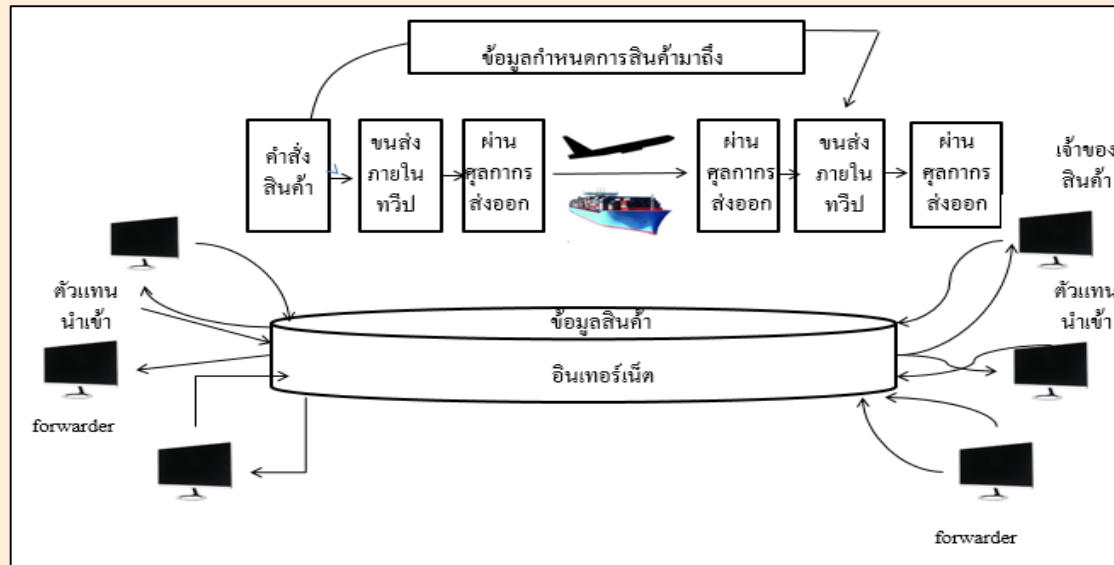 ข้อมูลกำหนดการสินค้ามาถึง
คำสั่ง
สินค้า
ขนส่ง
ภายใน
ทวีป
ผ่าน
ศุลกากร
ส่งออก
ผ่าน
ศุลกากร
ส่งออก
ขนส่ง
ภายใน
ทวีป
ผ่าน
ศุลกากร
ส่งออก
เจ้าของ
สินค้า
ตัวแทน
นำเข้า
ตัวแทน
นำเข้า
ข้อมูลสินค้า
อินเทอร์เน็ต
forwarder
forwarder